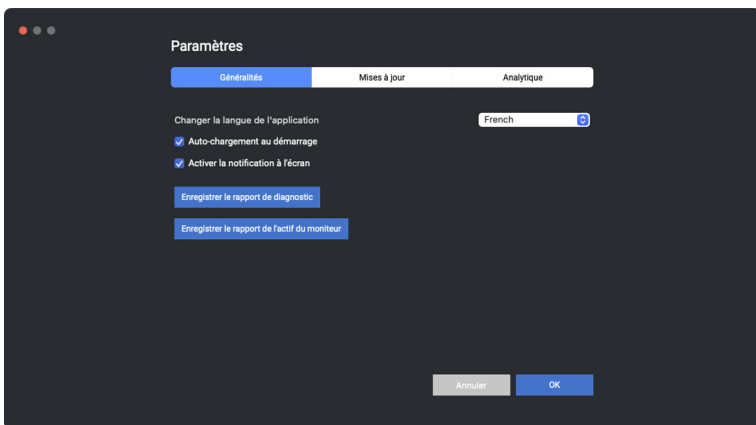 Paramètres
Généralités
Mises à jour
Analytique
Changer la langue de l'application
French
Auto-chargement au démarrage
Activer la notification à l'écran
Enregistrer le rapport de diagnostic
Enregistrer le rapport de l'actif du moniteur
Annuler
OK